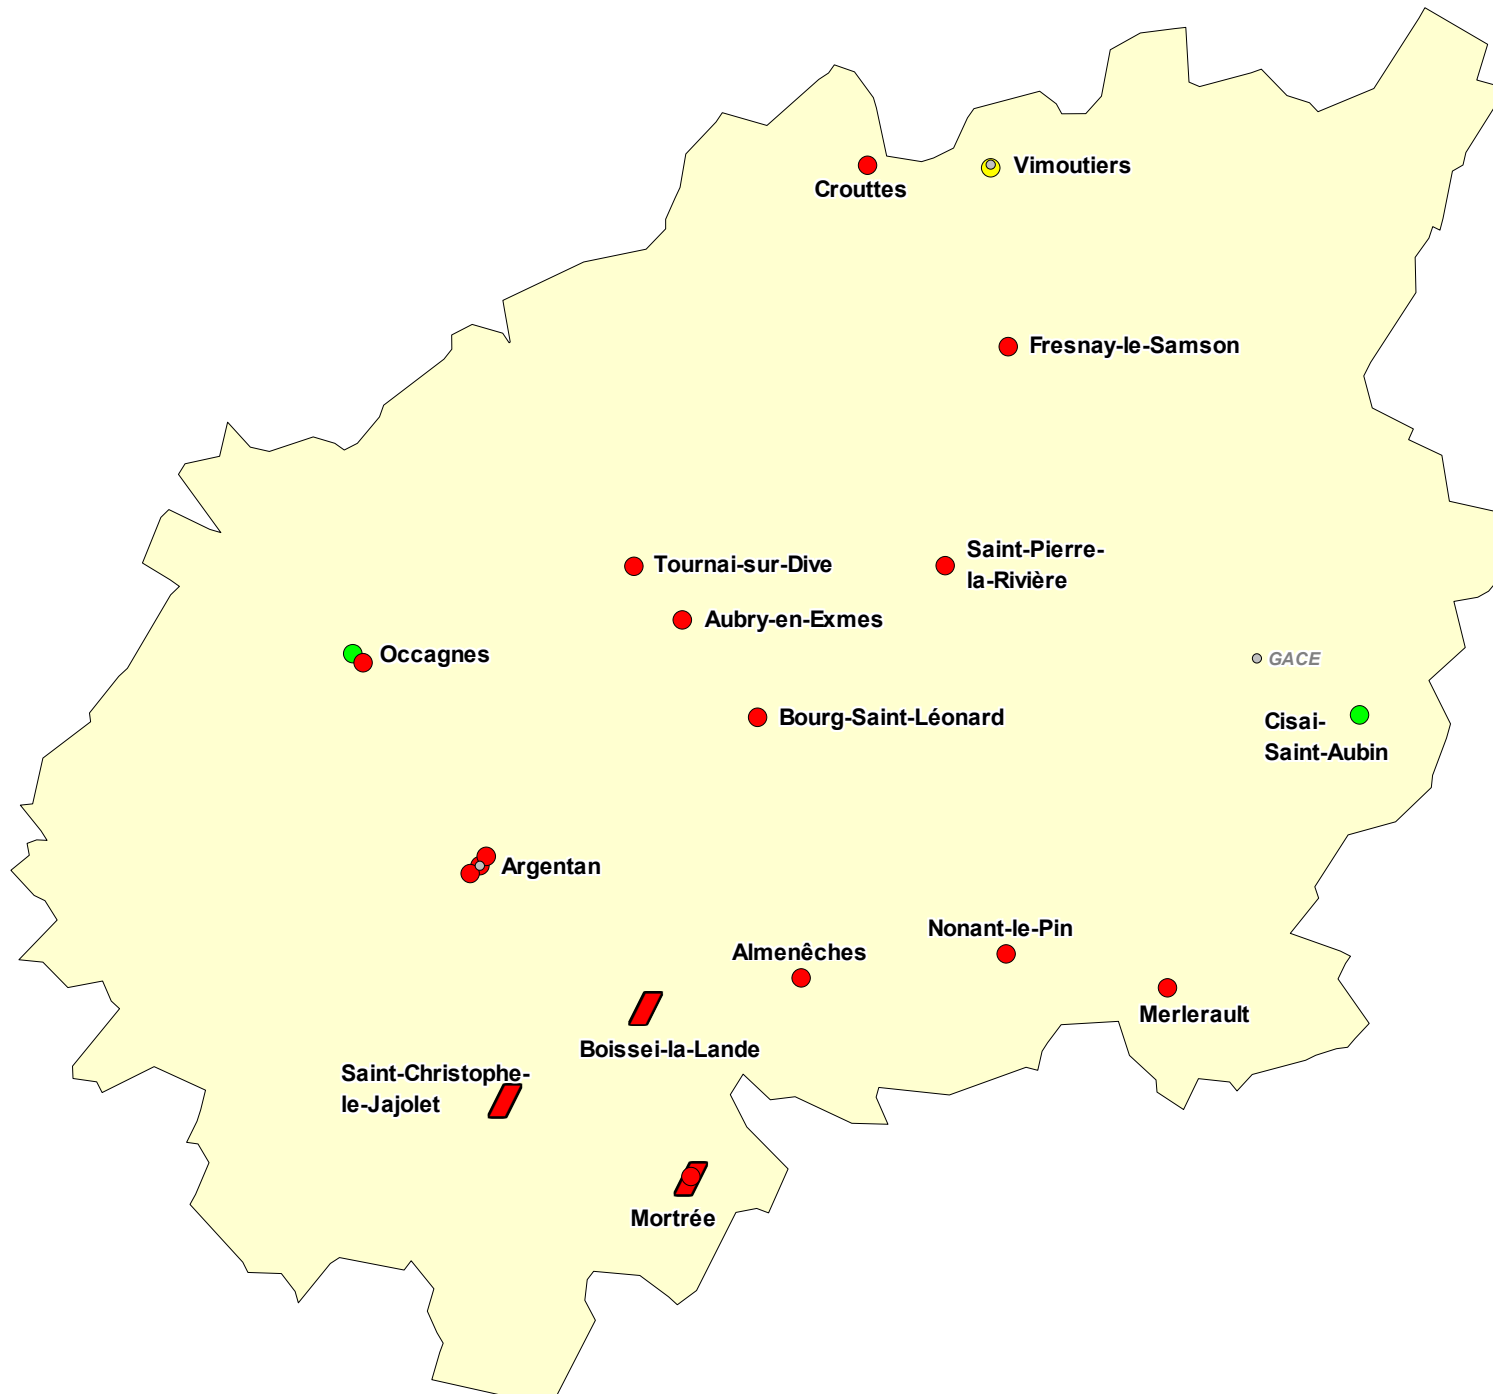 Vimoutiers
Crouttes
Fresnay-le-Samson
Saint-Pierre-
la-Rivière
Tournai-sur-Dive
Aubry-en-Exmes
Occagnes
GACE
Bourg-Saint-Léonard
Cisai-
Saint-Aubin
Argentan
Nonant-le-Pin
Almenêches
Merlerault
Boissei-la-Lande
Saint-Christophe-
le-Jajolet
Mortrée